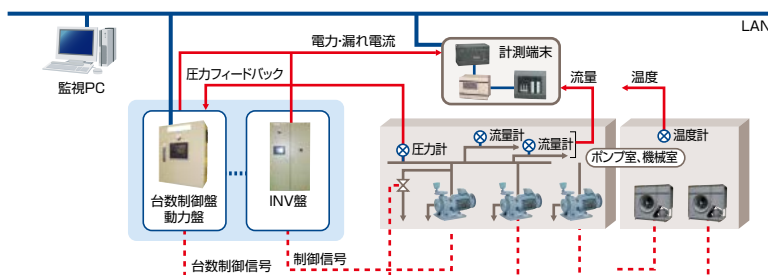 LAN
監視PC
電力・漏れ電流
圧力フィードバック
計測端末
流量
温度
圧力計
流量計
流量計
温度計
ポンプ室、機械室
台数制御盤
動力盤
INV盤
台数制御信号
制御信号